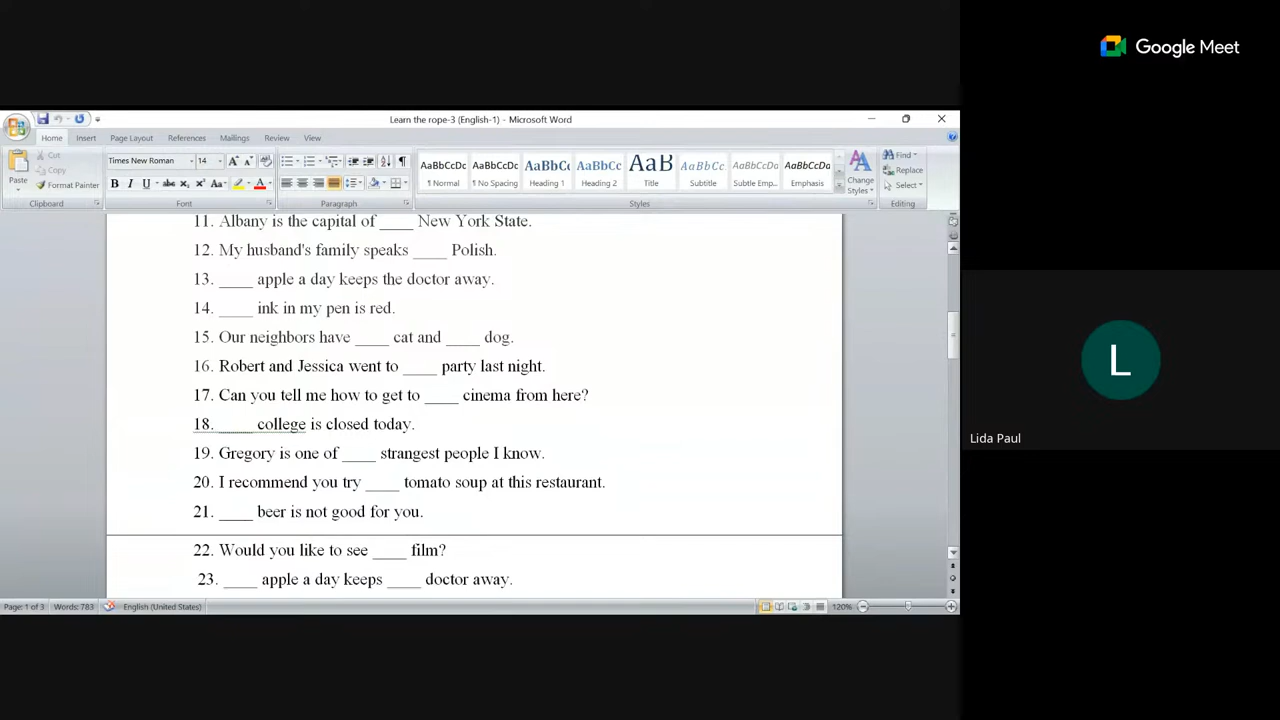 Google Meet
Learn the rope-3 (English-1) - Microsoft Word
Home Insert Page Layout References Mailings Review View
Cut
Copy
Format Painter
Paste
Times New Roman 14
AaBbCcDc AaBbCcDc AaBbCc AaBbCc AaB AaBbCc AaBbCcDc AaBbCcDc
¶ Normal ¶ No Spacing Heading 1 Heading 2 Title Subtitle Subtle Emp... Emphasis
Change Styles
Find
Replace
Select
Clipboard Font Paragraph Styles Editing
11. Albany is the capital of ____ New York State.
12. My husband's family speaks ____ Polish.
13. ____ apple a day keeps the doctor away.
14. ____ ink in my pen is red.
15. Our neighbors have ____ cat and ____ dog.
16. Robert and Jessica went to ____ party last night.
17. Can you tell me how to get to ____ cinema from here?
18. ____ college is closed today.
19. Gregory is one of ____ strangest people I know.
20. I recommend you try ____ tomato soup at this restaurant.
21. ____ beer is not good for you.
22. Would you like to see ____ film?
23. ____ apple a day keeps ____ doctor away.
Page: 1 of 3 Words: 783 English (United States) 120%
L
Lida Paul